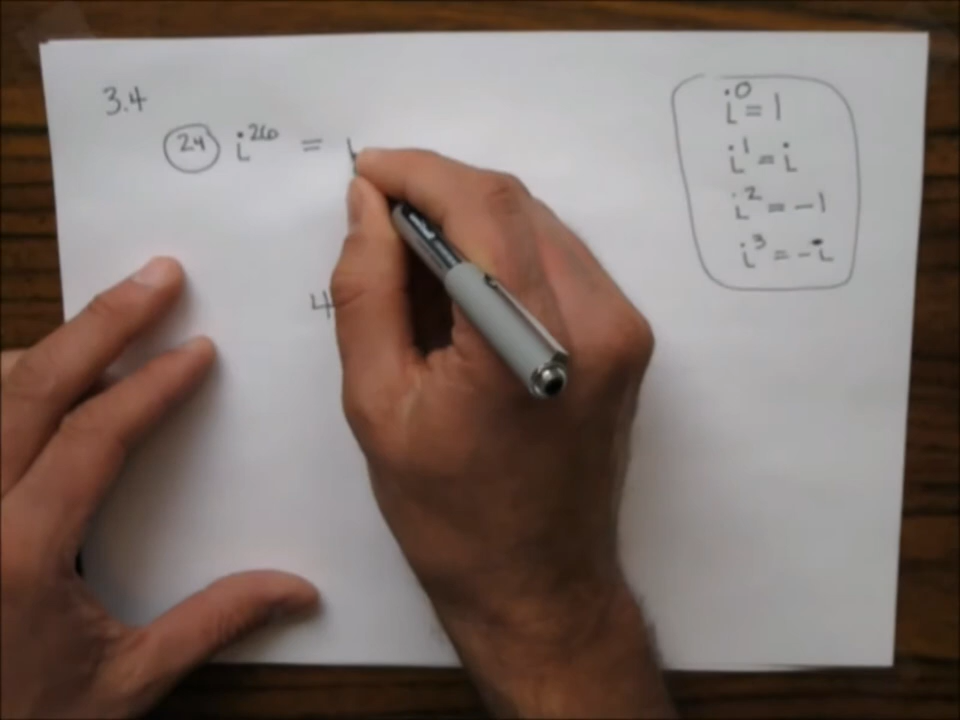 3.4
24 i^260 = i
4
i^0 = 1
i^1 = i
i^2 = -1
i^3 = -i